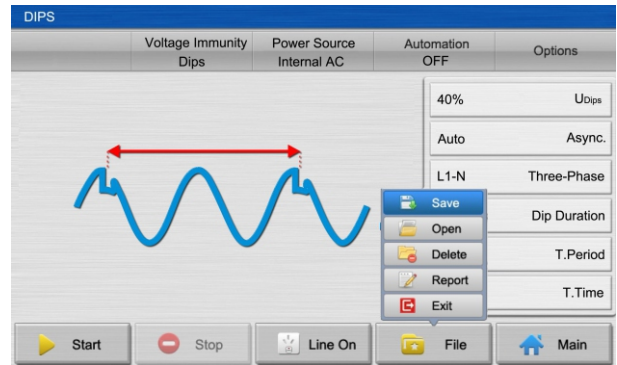 DIPS
Voltage Immunity
Dips
Power Source
Internal AC
Automation
OFF
Options
40% UDips
Auto Async.
L1-N Three-Phase
Dip Duration
T.Period
T.Time
Save
Open
Delete
Report
Exit
Start
Stop
Line On
File
Main